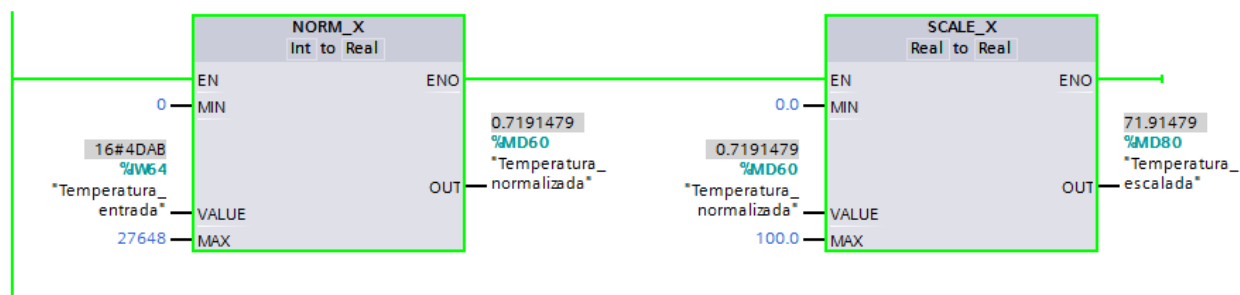 NORM_X
Int to Real
EN
ENO
0
MIN
16#4DAB
%IW64
"Temperatura_
entrada"
VALUE
27648
MAX
0.7191479
%MD60
"Temperatura_
normalizada"
OUT
SCALE_X
Real to Real
EN
ENO
0.0
MIN
0.7191479
%MD60
"Temperatura_
normalizada"
VALUE
100.0
MAX
71.91479
%MD80
"Temperatura_
escalada"
OUT